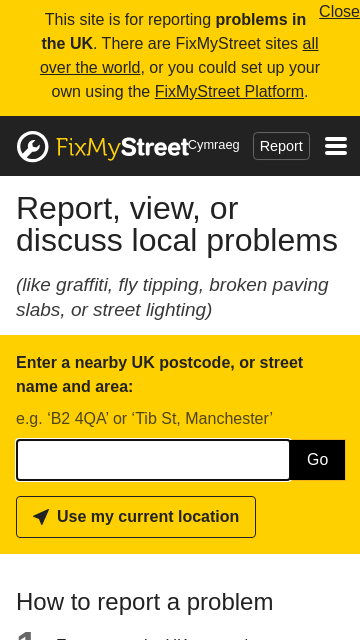 This site is for reporting problems in
Close
the UK. There are FixMyStreet sites all
over the world, or you could set up your
own using the FixMyStreet Platform.
FixMyStreet
Cymraeg
Report
Report, view, or
discuss local problems
(like graffiti, fly tipping, broken paving
slabs, or street lighting)
Enter a nearby UK postcode, or street
name and area:
e.g. ‘B2 4QA’ or ‘Tib St, Manchester’
Go
Use my current location
How to report a problem